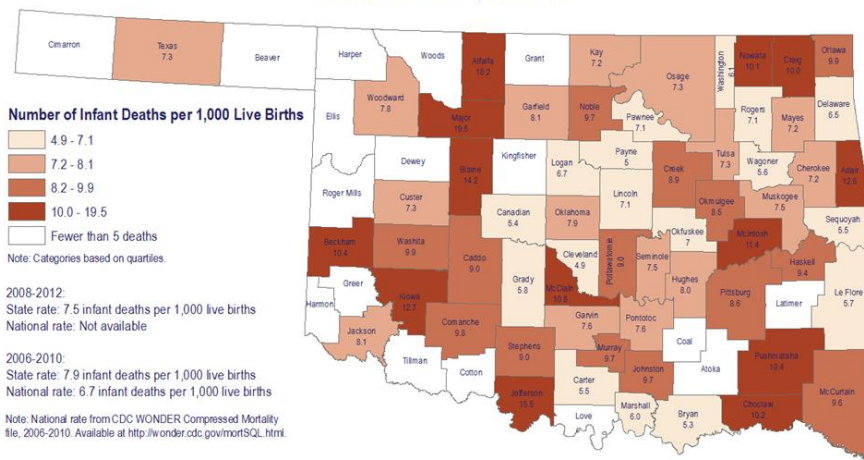 Cimarron
Texas
7.3
Beaver
Harper
Woods
Alfalfa
13.2
Grant
Kay
7.2
Osage
7.3
Washington
6.1
Nowata
10.1
Craig
10.0
Ottawa
9.9
Ellis
Woodward
7.8
Major
19.5
Garfield
8.1
Noble
9.7
Pawnee
7.1
Rogers
7.1
Mayes
7.2
Delaware
6.5
Number of Infant Deaths per 1,000 Live Births
4.9 - 7.1
7.2 - 8.1
8.2 - 9.9
10.0 - 19.5
Fewer than 5 deaths
Note: Categories based on quartiles.
Roger Mills
Dewey
Custer
7.3
Blaine
14.2
Kingfisher
Logan
6.7
Payne
5
Lincoln
7.1
Creek
8.9
Tulsa
7.3
Wagoner
5.6
Cherokee
7.2
Adair
12.6
Canadian
5.4
Oklahoma
7.9
Okmulgee
8.5
Muskogee
7.5
Sequoyah
5.5
Beckham
10.4
Washita
9.9
Caddo
9.0
Grady
5.8
Cleveland
4.9
Pottawatomie
9.0
Seminole
7.5
Okfuskee
7
McIntosh
11.4
Haskell
9.4
Greer
Harmon
Kiowa
12.7
McClain
10.8
Hughes
8.0
Pittsburg
8.6
Latimer
Le Flore
5.7
2008-2012:
State rate: 7.5 infant deaths per 1,000 live births
National rate: Not available
Jackson
8.1
Comanche
9.8
Garvin
7.6
Pontotoc
7.6
Coal
Pushmataha
10.4
Tillman
Cotton
Stephens
9.0
Murray
9.7
Johnston
9.7
Atoka
McCurtain
9.6
2006-2010:
State rate: 7.9 infant deaths per 1,000 live births
National rate: 6.7 infant deaths per 1,000 live births
Jefferson
15.5
Carter
5.5
Love
Marshall
6.0
Bryan
5.3
Choctaw
10.2
Note: National rate from CDC WONDER Compressed Mortality
file, 2006-2010. Available at http://wonder.cdc.gov/mortSQL.html.